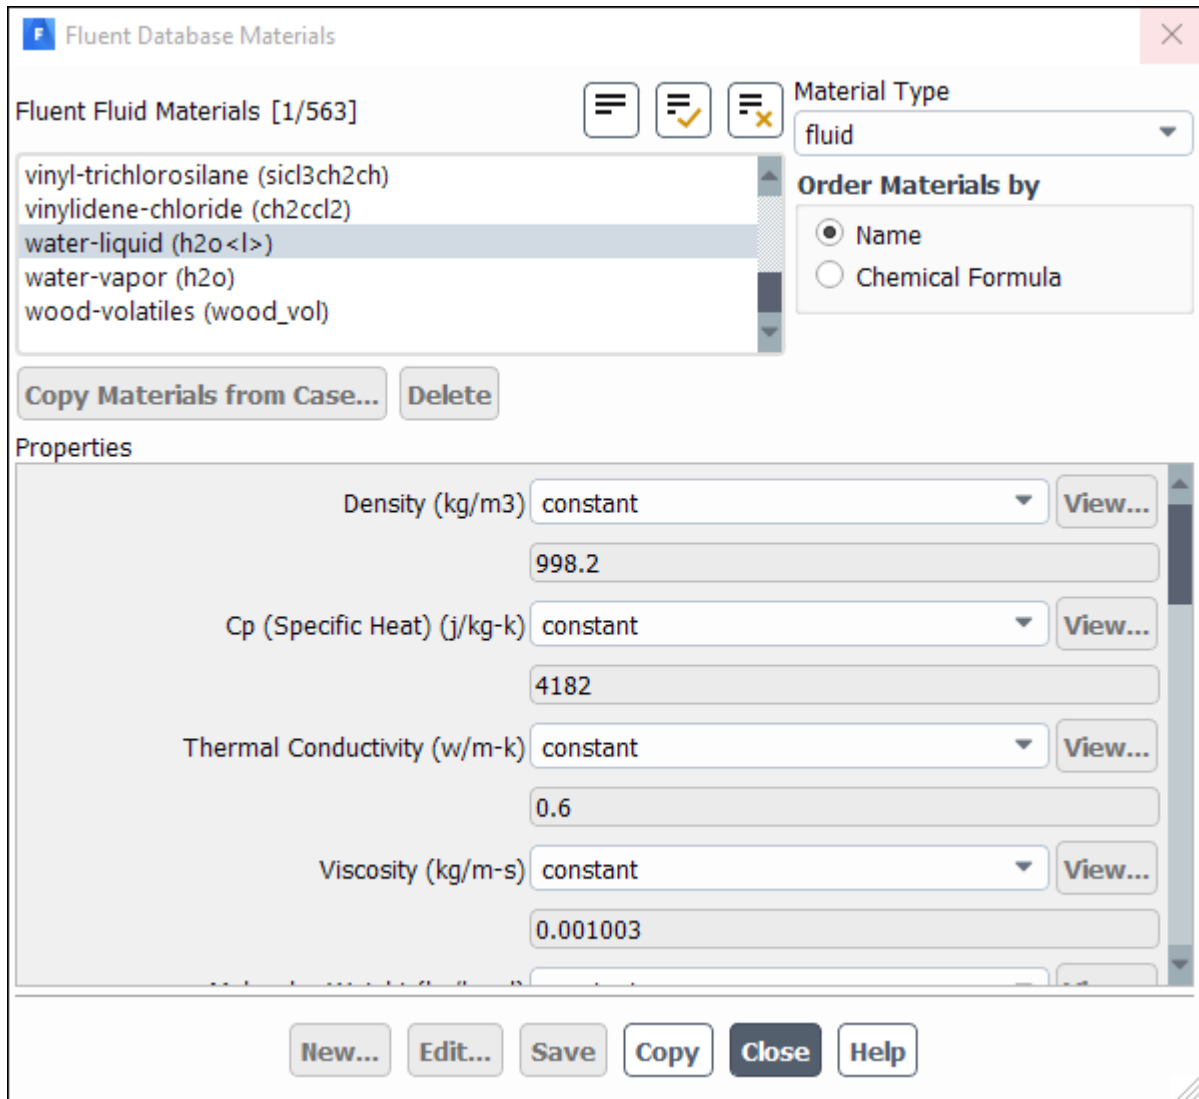 Fluent Database Materials
Fluent Fluid Materials [1/563]
Material Type
fluid
vinyl-trichlorosilane (sicl3ch2ch)
vinylidene-chloride (ch2ccl2)
water-liquid (h2o<l>)
water-vapor (h2o)
wood-volatiles (wood_vol)
Order Materials by
Name
Chemical Formula
Copy Materials from Case... Delete
Properties
Density (kg/m3) constant View...
998.2
Cp (Specific Heat) (j/kg-k) constant View...
4182
Thermal Conductivity (w/m-k) constant View...
0.6
Viscosity (kg/m-s) constant View...
0.001003
New... Edit... Save Copy Close Help